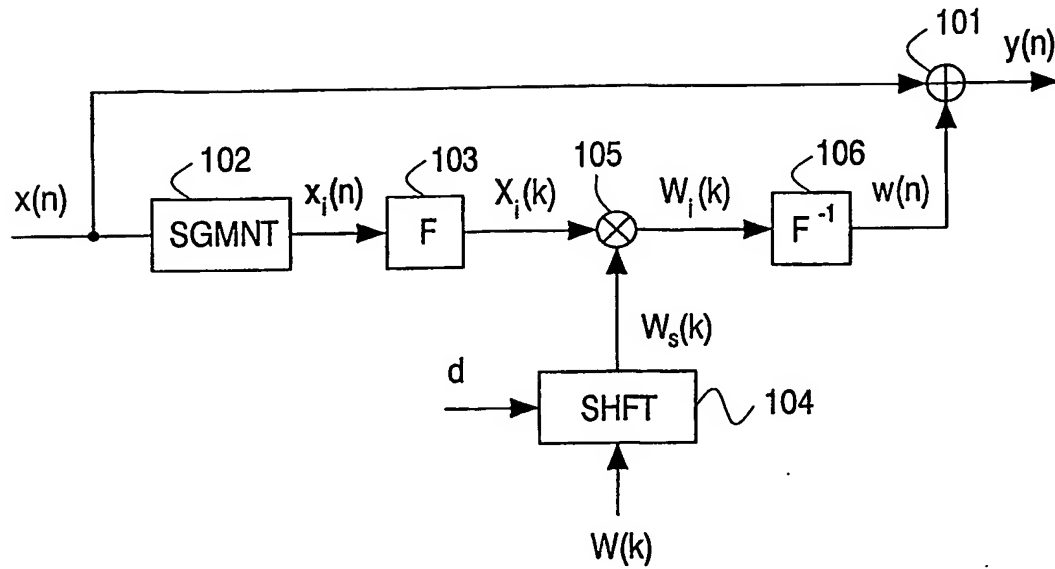 101
y(n)
102
103
105
106
x(n)
x_i(n)
X_i(k)
W_i(k)
w(n)
SGMNT
F
F^-1
W_s(k)
d
SHFT
104
W(k)